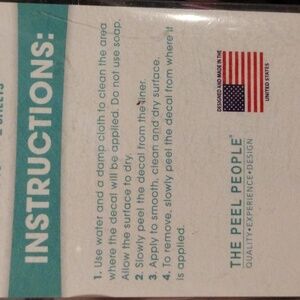 2 SHEETS
INSTRUCTIONS:
1. Use water and a damp cloth to clean the area
where the decal will be applied. Do not use soap.
Allow the surface to dry.
2. Slowly peel the decal from the liner.
3. Apply to smooth, clean and dry surface.
4. To remove, slowly peel the decal from where it
is applied.
THE PEEL PEOPLE
QUALITY•EXPERIENCE•DESIGN
DESIGNED AND MADE IN THE
UNITED STATES